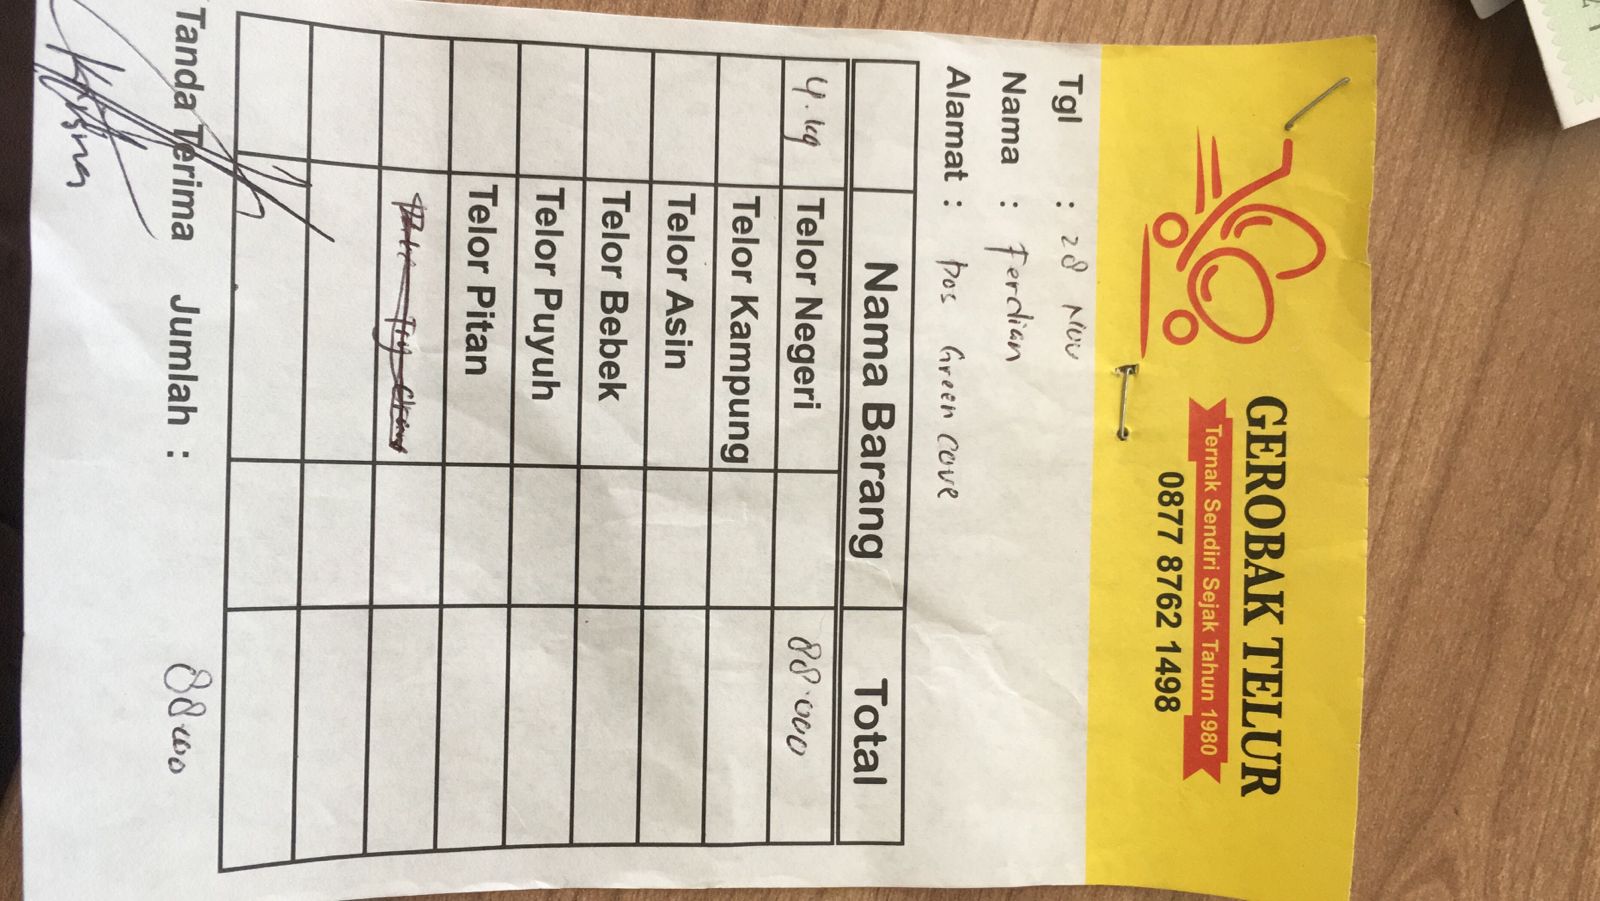 GEROBAK TELUR
Ternak Sendiri Sejak Tahun 1980
0877 8762 1498
Tgl : 28 Nov
Nama : Ferdian
Alamat : pos Green Cove
Nama Barang Total
4.kg Telor Negeri 88.000
Telor Kampung
Telor Asin
Telor Bebek
Telor Puyuh
Telor Pitan
Tanda Terima Jumlah : 88.000